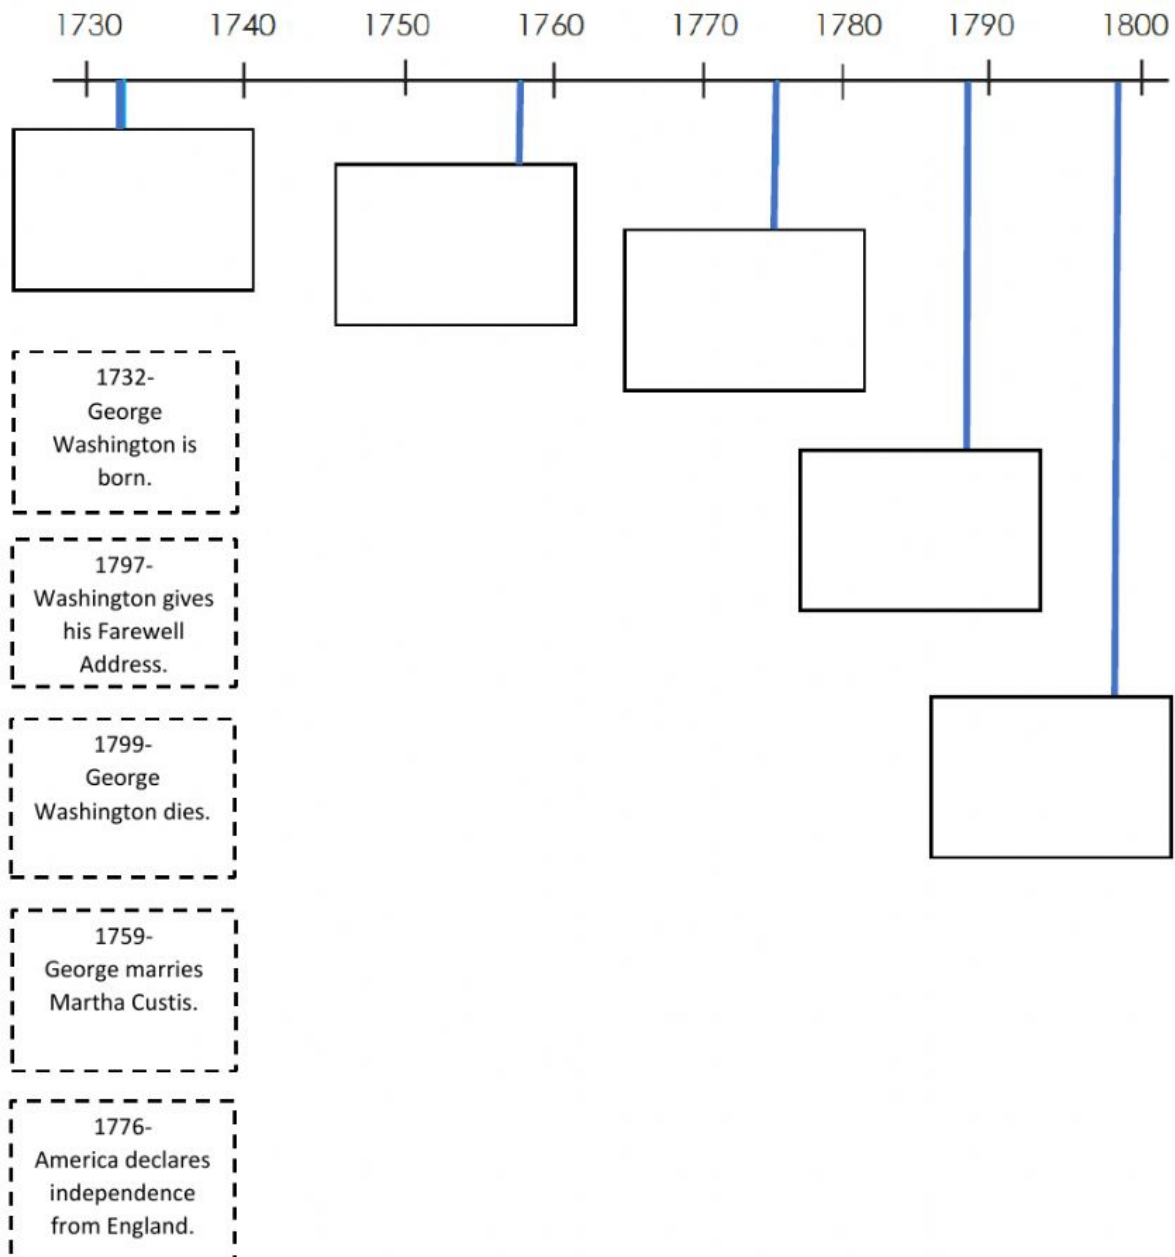 1730 1740 1750 1760 1770 1780 1790 1800
1732-
George
Washington is
born.
1797-
Washington gives
his Farewell
Address.
1799-
George
Washington dies.
1759-
George marries
Martha Custis.
1776-
America declares
independence
from England.